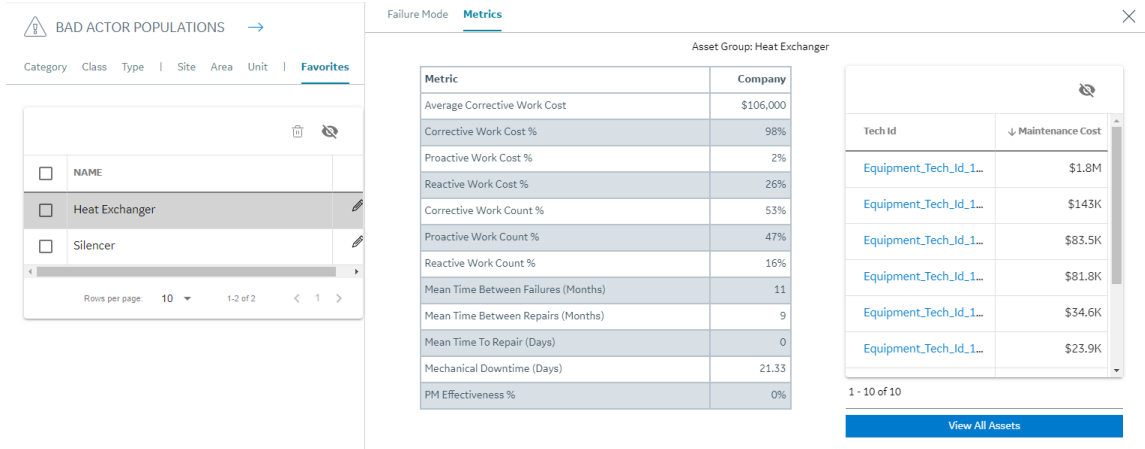 BAD ACTOR POPULATIONS →
Category Class Type | Site Area Unit | Favorites
NAME
Heat Exchanger
Silencer
Rows per page: 10 1-2 of 2 < 1 >
Failure Mode Metrics
Asset Group: Heat Exchanger
Metric Company
Average Corrective Work Cost $106,000
Corrective Work Cost % 98%
Proactive Work Cost % 2%
Reactive Work Cost % 26%
Corrective Work Count % 53%
Proactive Work Count % 47%
Reactive Work Count % 16%
Mean Time Between Failures (Months) 11
Mean Time Between Repairs (Months) 9
Mean Time To Repair (Days) 0
Mechanical Downtime (Days) 21.33
PM Effectiveness % 0%
Tech Id ↓ Maintenance Cost
Equipment_Tech_Id_1... $1.8M
Equipment_Tech_Id_1... $143K
Equipment_Tech_Id_1... $83.5K
Equipment_Tech_Id_1... $81.8K
Equipment_Tech_Id_1... $34.6K
Equipment_Tech_Id_1... $23.9K
1 - 10 of 10
View All Assets